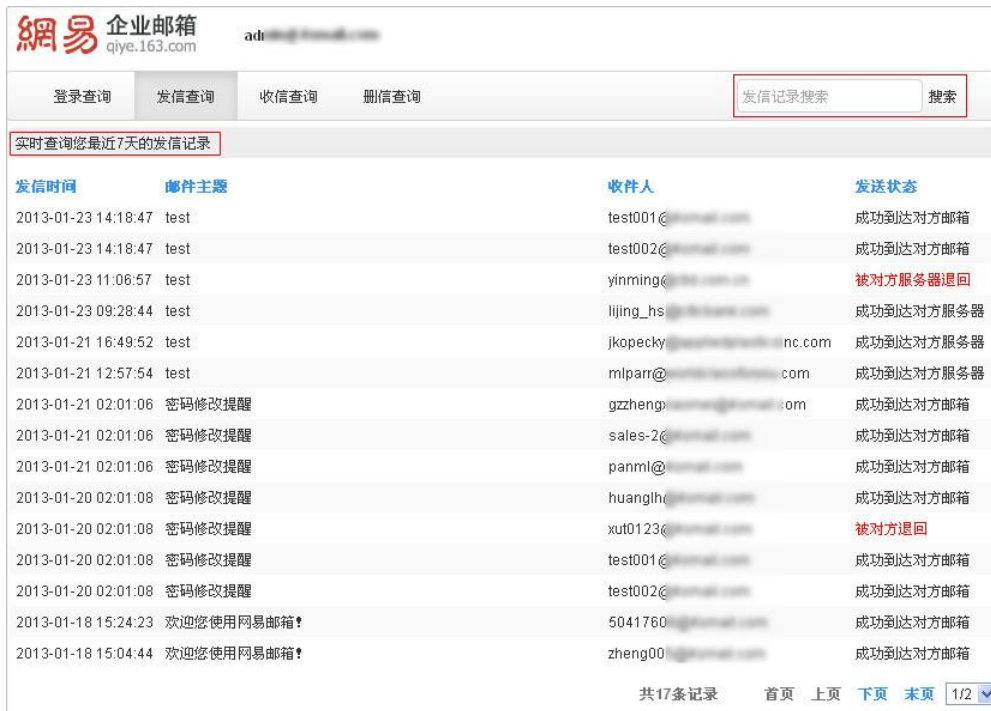 網易 企业邮箱
qiye.163.com
登录查询 发信查询 收信查询 删信查询 发信记录搜索 搜索
实时查询您最近7天的发信记录
发信时间 邮件主题 收件人 发送状态
2013-01-23 14:18:47 test test001@ 成功到达对方邮箱
2013-01-23 14:18:47 test test002@ 成功到达对方邮箱
2013-01-23 11:06:57 test yinming@ 被对方服务器退回
2013-01-23 09:28:44 test lijing_hs 成功到达对方服务器
2013-01-21 16:49:52 test jkopecky inc.com 成功到达对方服务器
2013-01-21 12:57:54 test mlparr@ .com 成功到达对方服务器
2013-01-21 02:01:06 密码修改提醒 gzzheng com 成功到达对方邮箱
2013-01-21 02:01:06 密码修改提醒 sales-2@ 成功到达对方邮箱
2013-01-21 02:01:06 密码修改提醒 panml@ 成功到达对方邮箱
2013-01-20 02:01:08 密码修改提醒 huanglh 成功到达对方邮箱
2013-01-20 02:01:08 密码修改提醒 xut0123 被对方退回
2013-01-20 02:01:08 密码修改提醒 test001@ 成功到达对方邮箱
2013-01-20 02:01:08 密码修改提醒 test002@ 成功到达对方邮箱
2013-01-18 15:24:23 欢迎您使用网易邮箱！ 5041760 成功到达对方邮箱
2013-01-18 15:04:44 欢迎您使用网易邮箱！ zheng00 成功到达对方邮箱
共17条记录 首页 上页 下页 末页 1/2